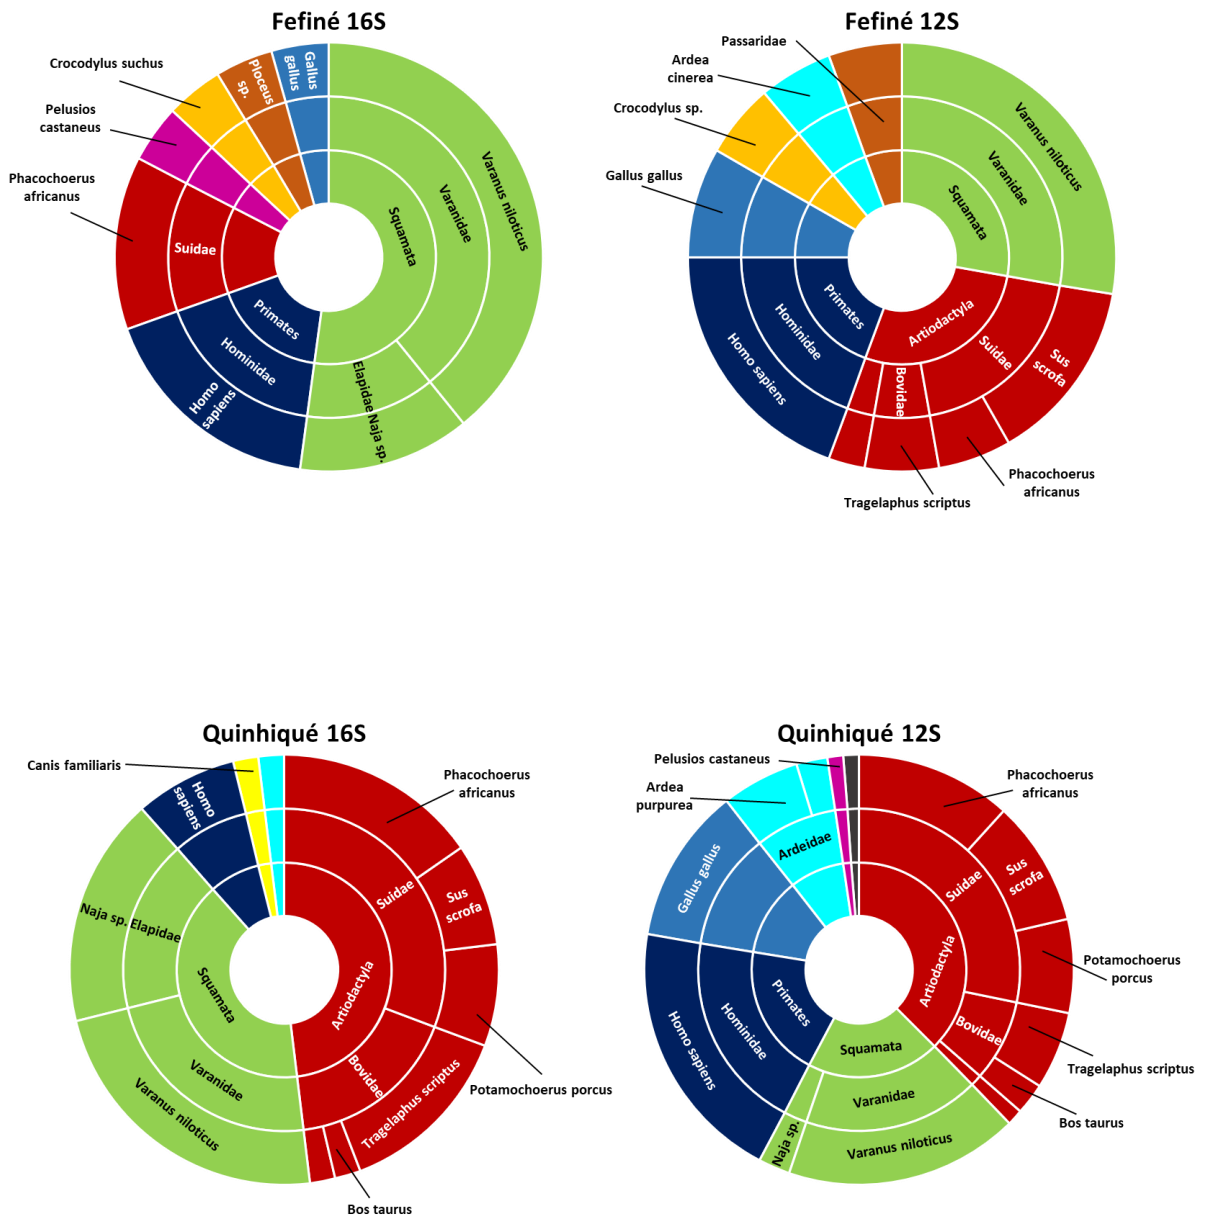 Fefiné 16S
Gallus
gallus
Ploceus
sp.
Crocodylus suchus
Pelusios
castaneus
Phacochoerus
africanus
Suidae
Primates
Hominidae
Homo
sapiens
Squamata
Varanidae
Varanus niloticus
Elapidae
Naja sp.
Fefiné 12S
Passaridae
Ardea
cinerea
Crocodylus sp.
Gallus gallus
Primates
Hominidae
Homo sapiens
Squamata
Varanidae
Varanus niloticus
Artiodactyla
Suidae
Sus
scrofa
Bovidae
Phacochoerus
africanus
Tragelaphus scriptus
Quinhiqué 16S
Canis familiaris
Homo
sapiens
Phacochoerus
africanus
Suidae
Sus
scrofa
Artiodactyla
Potamochoerus porcus
Bovidae
Tragelaphus scriptus
Bos taurus
Naja sp.
Elapidae
Squamata
Varanidae
Varanus niloticus
Quinhiqué 12S
Pelusios castaneus
Ardea
purpurea
Ardeidae
Gallus gallus
Primates
Hominidae
Homo sapiens
Phacochoerus
africanus
Suidae
Sus
scrofa
Artiodactyla
Potamochoerus
porcus
Bovidae
Tragelaphus scriptus
Bos taurus
Squamata
Varanidae
Varanus niloticus
Naja sp.